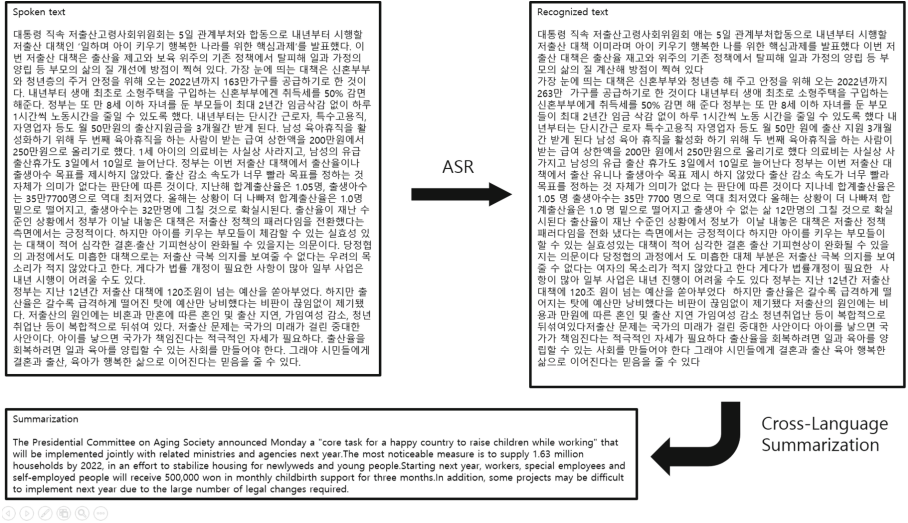 Spoken text
대통령 직속 저출산고령사회위원회는 5일 관계부처와 합동으로 내년부터 시행할
저출산 대책인 '일하며 아이 키우기 행복한 나라를 위한 핵심과제'를 발표했다. 이
번 저출산 대책은 출산율 제고와 보육 위주의 기존 정책에서 탈피해 일과 가정의
양립 등 부모의 삶의 질 개선에 방점이 찍혀 있다. 가장 눈에 띄는 대책은 신혼부부
와 청년층의 주거 안정을 위해 오는 2022년까지 163만가구를 공급하기로 한 것이
다. 내년부터 생애 최초로 소형주택을 구입하는 신혼부부에겐 취득세를 50% 감면
해준다. 정부는 또 만 8세 이하 자녀를 둔 부모들이 최대 2년간 임금삭감 없이 하루
1시간씩 노동시간을 줄일 수 있도록 했다. 내년부터는 단시간 근로자, 특수고용직,
자영업자 등도 월 50만원의 출산지원금을 3개월간 받게 된다. 남성 육아휴직을 활
성화하기 위해 두 번째 육아휴직을 하는 사람이 받는 급여 상한액을 200만원에서
250만원으로 올리기로 했다. 1세 아이의 의료비는 사실상 사라지고, 남성의 유급
출산휴가도 3일에서 10일로 늘어난다. 정부는 이번 저출산 대책에서 출산율이나
출생아수 목표를 제시하지 않았다. 출산 감소 속도가 너무 빨라 목표를 정하는 것
자체가 의미가 없다는 판단에 따른 것이다. 지난해 합계출산율은 1.05명, 출생아수
는 35만7700명으로 역대 최저였다. 올해는 상황이 더 나빠져 합계출산율은 1.0명
밑으로 떨어지고, 출생아수는 32만명에 그칠 것으로 확실시된다. 출산율이 재난 수
준인 상황에서 정부가 이날 내놓은 대책은 저출산 정책의 패러다임을 전환했다는
측면에서는 긍정적이다. 하지만 아이를 키우는 부모들이 체감할 수 있는 실효성 있
는 대책이 적어 심각한 결혼·출산 기피현상이 완화될 수 있을지는 의문이다. 당정협
의 과정에서도 미흡한 대책으로는 저출산 극복 의지를 보여줄 수 없다는 우려의 목
소리가 적지 않았다고 한다. 게다가 법률 개정이 필요한 사항이 많아 일부 사업은
내년 시행이 어려울 수도 있다.
정부는 지난 12년간 저출산 대책에 120조원이 넘는 예산을 쏟아부었다. 하지만 출
산율은 갈수록 급격하게 떨어진 탓에 예산만 낭비했다는 비판이 끊임없이 제기됐
다. 저출산의 원인에는 비혼과 만혼에 따른 혼인 및 출산 지연, 가임여성 감소, 청년
취업난 등이 복합적으로 뒤섞여 있다. 저출산 문제는 국가의 미래가 걸린 중대한
사안이다. 아이를 낳으면 국가가 책임진다는 적극적인 자세가 필요하다. 출산율을
회복하려면 일과 육아를 양립할 수 있는 사회를 만들어야 한다. 그래야 시민들에게
결혼과 출산, 육아가 행복한 삶으로 이어진다는 믿음을 줄 수 있다.
ASR
Recognized text
대통령 직속 저출산고령사회위원회 애는 5일 관계부처합동으로 내년부터 시행할
저출산 대책 이미라며 아이 키우기 행복한 나를 위한 핵심과제를 발표했다 이번 저
출산 대책은 출산율 재고와 보육 위주의 기존 정책에서 탈피해 일과 가정의 양립 등
부모의 삶의 질 계산해 방점이 찍혀 있다
가장 눈에 띄는 대책은 신혼부부와 청년층 해 주고 안정을 위해 오는 2022년까지
263만 가구를 공급하기로 한 것이다 내년부터 생애 최초로 소형주택을 구입하는
신혼부부에게 취득세를 50% 감면 해 준다 정부는 또 만 8세 이하 자녀를 둔 부모
들이 최대 2년간 임금 삭감 없이 하루 1시간씩 노동 시간을 줄일 수 있도록 했다 내
년부터는 단시간근 로자 특수고용직 자영업자 등도 월 50만 원에 출산 지원 3개월
간 받게 된다 남성 육아 휴직을 활성화 하기 위해 두 번째 육아휴직을 하는 사람이
받는 급여 상한액을 200만 원에서 250만 원으로 올리기로 했다 의료비는 사실상 사
가지고 남성의 유급 출산 휴가도 3일에서 10일로 늘어난다 정부는 이번 저출산 대
책에서 출산 유니나 출생아수 목표 제시 하지 않았다 출산 감소 속도가 너무 빨라
목표를 정하는 것 자체가 의미가 없 는 판단에 따른 것이다 지나네 합계출산율은
1.05 명 출생아수는 35만 7700 명으로 역대 최저였다 올해는 상황이 더 나빠져 합
계출산율은 1.0 명 밑으로 떨어지고 출생아 수 없는 삶 12만명의 그칠 것으로 확실
시된다 출산율이 재난 수준인 상황에서 정보가 이날 내놓은 대책은 저출산 정책
패러다임을 전화 냈다는 측면에서는 긍정적이다 하지만 아이를 키우는 부모들이
할 수 있는 실효성있는 대책이 적어 심각한 결혼 출산 기피현상이 완화될 수 있을
지는 의문이다 당정협의 과정에서 도 미흡한 대체 부분은 저출산 극복 의지를 보여
줄 수 없다는 여자의 목소리가 적지 않았다고 한다 게다가 법률개정이 필요한 사
항이 많아 일부 사업은 내년 진행이 어려울 수도 있다 정부는 지난 12년간 저출산
대책에 120조 원이 넘는 예산을 쏟아부었다 하지만 출산율은 갈수록 급격하게 떨
어지는 탓에 예산만 낭비했다는 비판이 끊임없이 제기됐다 저출산의 원인에는 비
용과 만원에 따른 혼인 및 출산 지연 가임여성 감소 청년취업난 등이 복합적으로
뒤섞여있다저출산 문제는 국가의 미래가 걸린 중대한 사안이다 아이를 낳으면 국
가가 책임진다는 적극적인 자세가 필요하다 출산율을 회복하려면 일과 육아를 양
립할 수 있는 사회를 만들어야 한다 그래야 시민들에게 결혼과 출산 육아 행복한
삶으로 이어진다는 믿음을 줄 수 있다
Cross-Language
Summarization
Summarization
The Presidential Committee on Aging Society announced Monday a "core task for a happy country to raise children while working" that
will be implemented jointly with related ministries and agencies next year.The most noticeable measure is to supply 1.63 million
households by 2022, in an effort to stabilize housing for newlyweds and young people.Starting next year, workers, special employees and
self-employed people will receive 500,000 won in monthly childbirth support for three months.In addition, some projects may be difficult
to implement next year due to the large number of legal changes required.